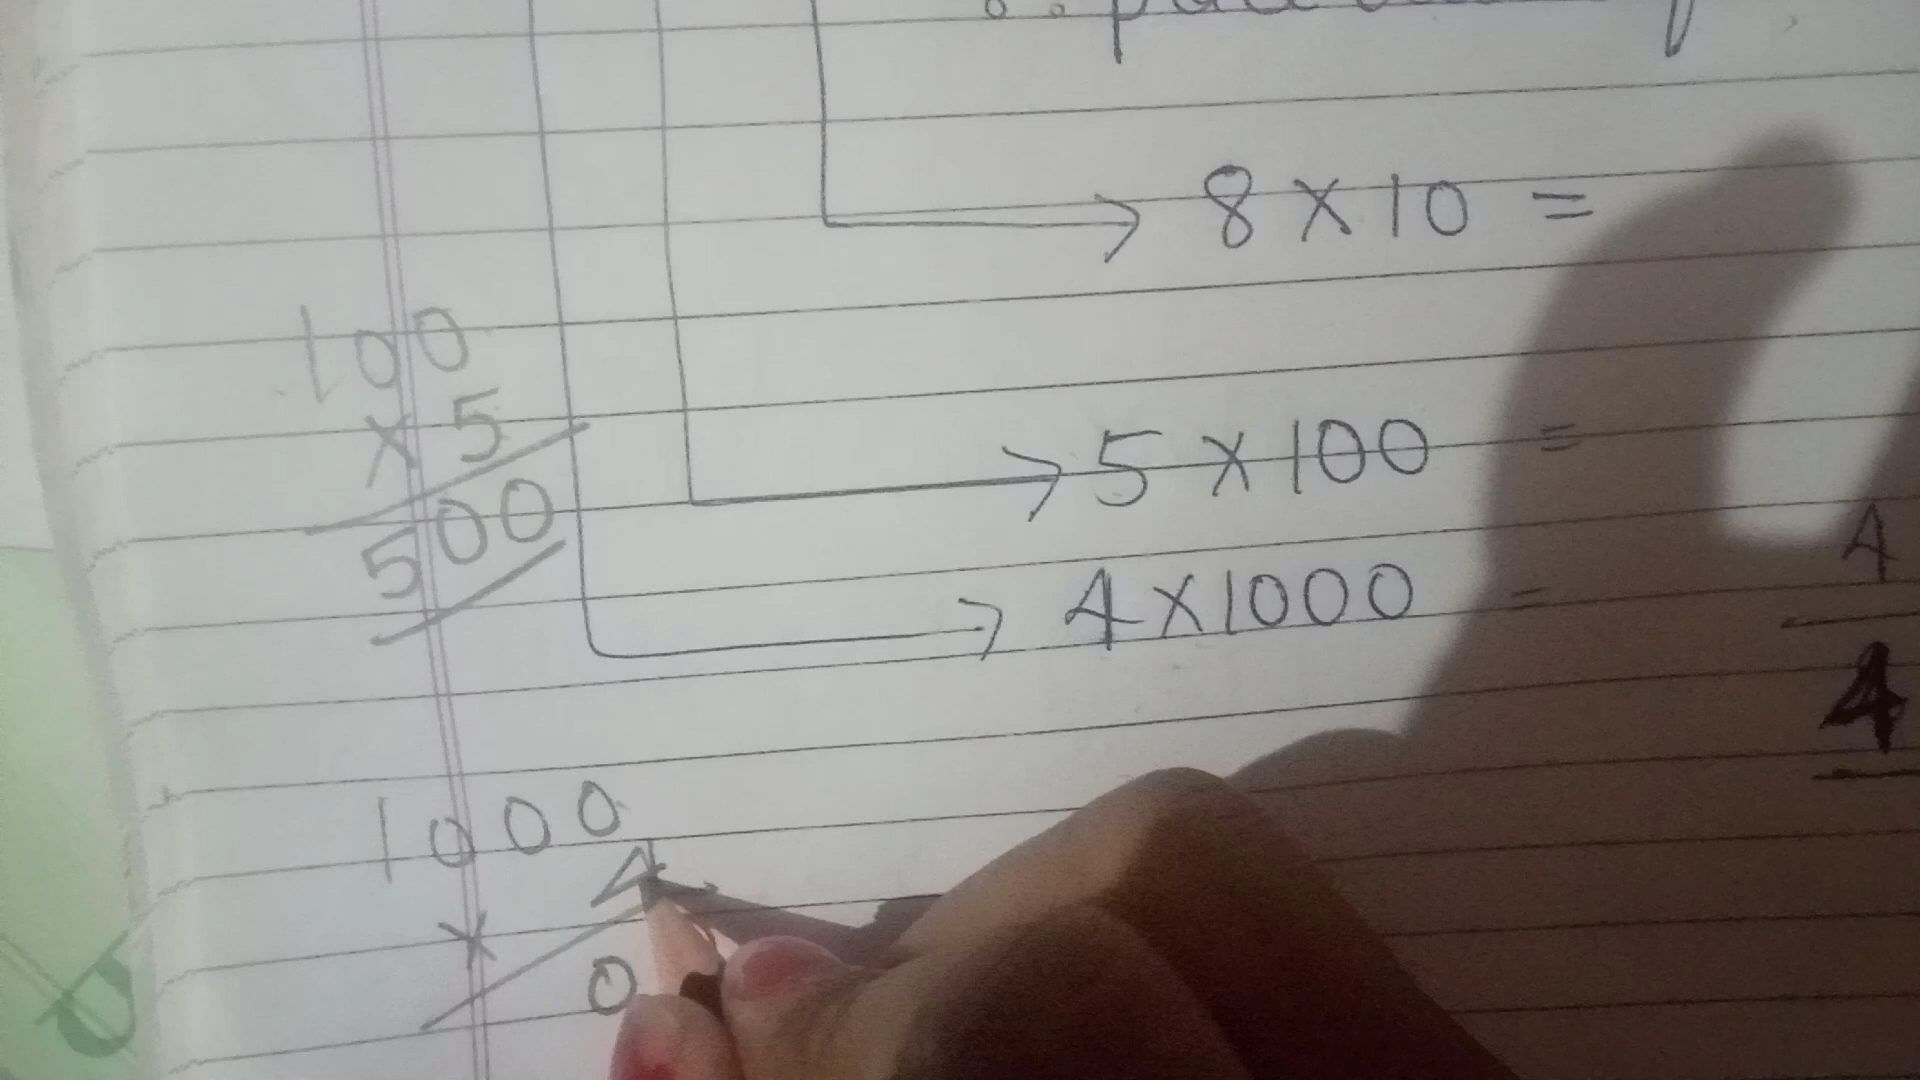 8 × 10 =
100
× 5
500
5 × 100 =
4 × 1000 =
4
4
1000
× 4
0